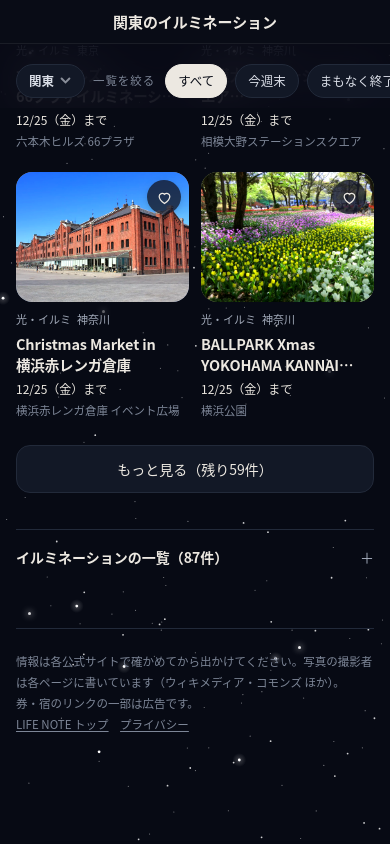 関東のイルミネーション
関東
一覧を絞る
すべて
今週末
まもなく終了
12/25（金）まで
六本木ヒルズ 66プラザ
12/25（金）まで
相模大野ステーションスクエア
光・イルミ 神奈川
Christmas Market in
横浜赤レンガ倉庫
12/25（金）まで
横浜赤レンガ倉庫 イベント広場
光・イルミ 神奈川
BALLPARK Xmas
YOKOHAMA KANNAI…
12/25（金）まで
横浜公園
もっと見る（残り59件）
イルミネーションの一覧（87件）
情報は各公式サイトで確かめてから出かけてください。写真の撮影者
は各ページに書いています（ウィキメディア・コモンズ ほか）。
券・宿のリンクの一部は広告です。
LIFE NOTE トップ プライバシー